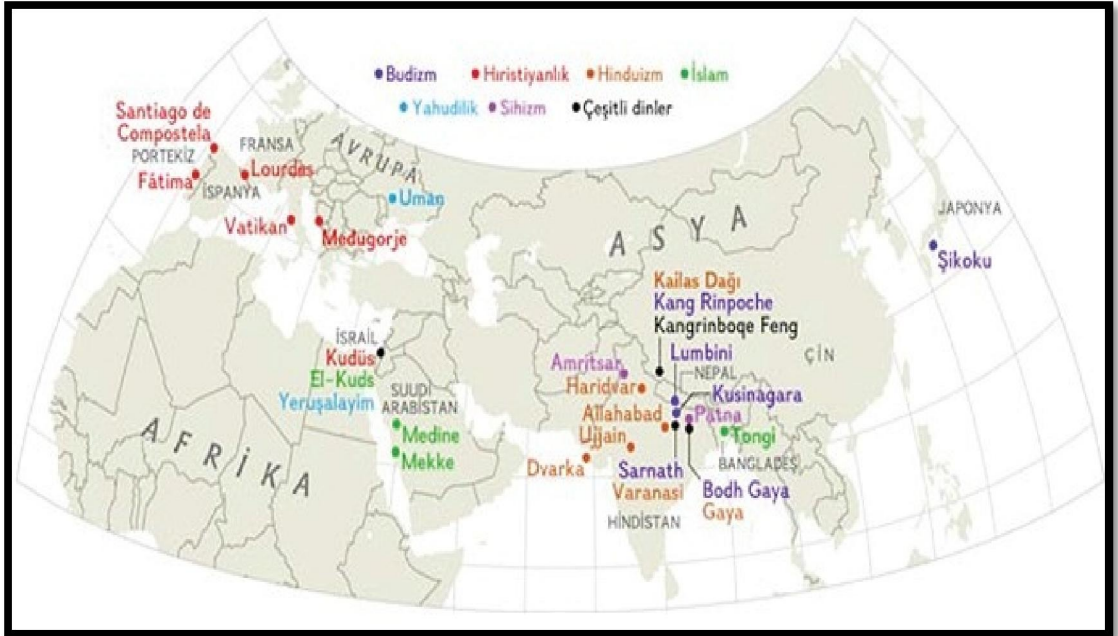 Budizm Hıristiyanlık Hinduizm İslam
Yahudilik Sihizm Çeşitli dinler
Santiago de
Compostela
PORTEKİZ
FRANSA
AVRUPA
Lourdes
Fátima
İSPANYA
Uman
Vatikan
Medugorje
ASYA
JAPONYA
Şikoku
Kailas Dağı
Kang Rinpoche
Kangrinboqe Feng
İSRAİL
Kudüs
El-Kuds
Yeruşalayim
SUUDİ
ARABİSTAN
Amritsar
Lumbini
ÇİN
NEPAL
Haridvar
Kusinagara
Allahabad
Patna
Ujjain
Tongi
Medine
Mekke
AFRİKA
BANGLADEŞ
Dvarka
Sarnath
Varanasi
Bodh Gaya
Gaya
HİNDİSTAN